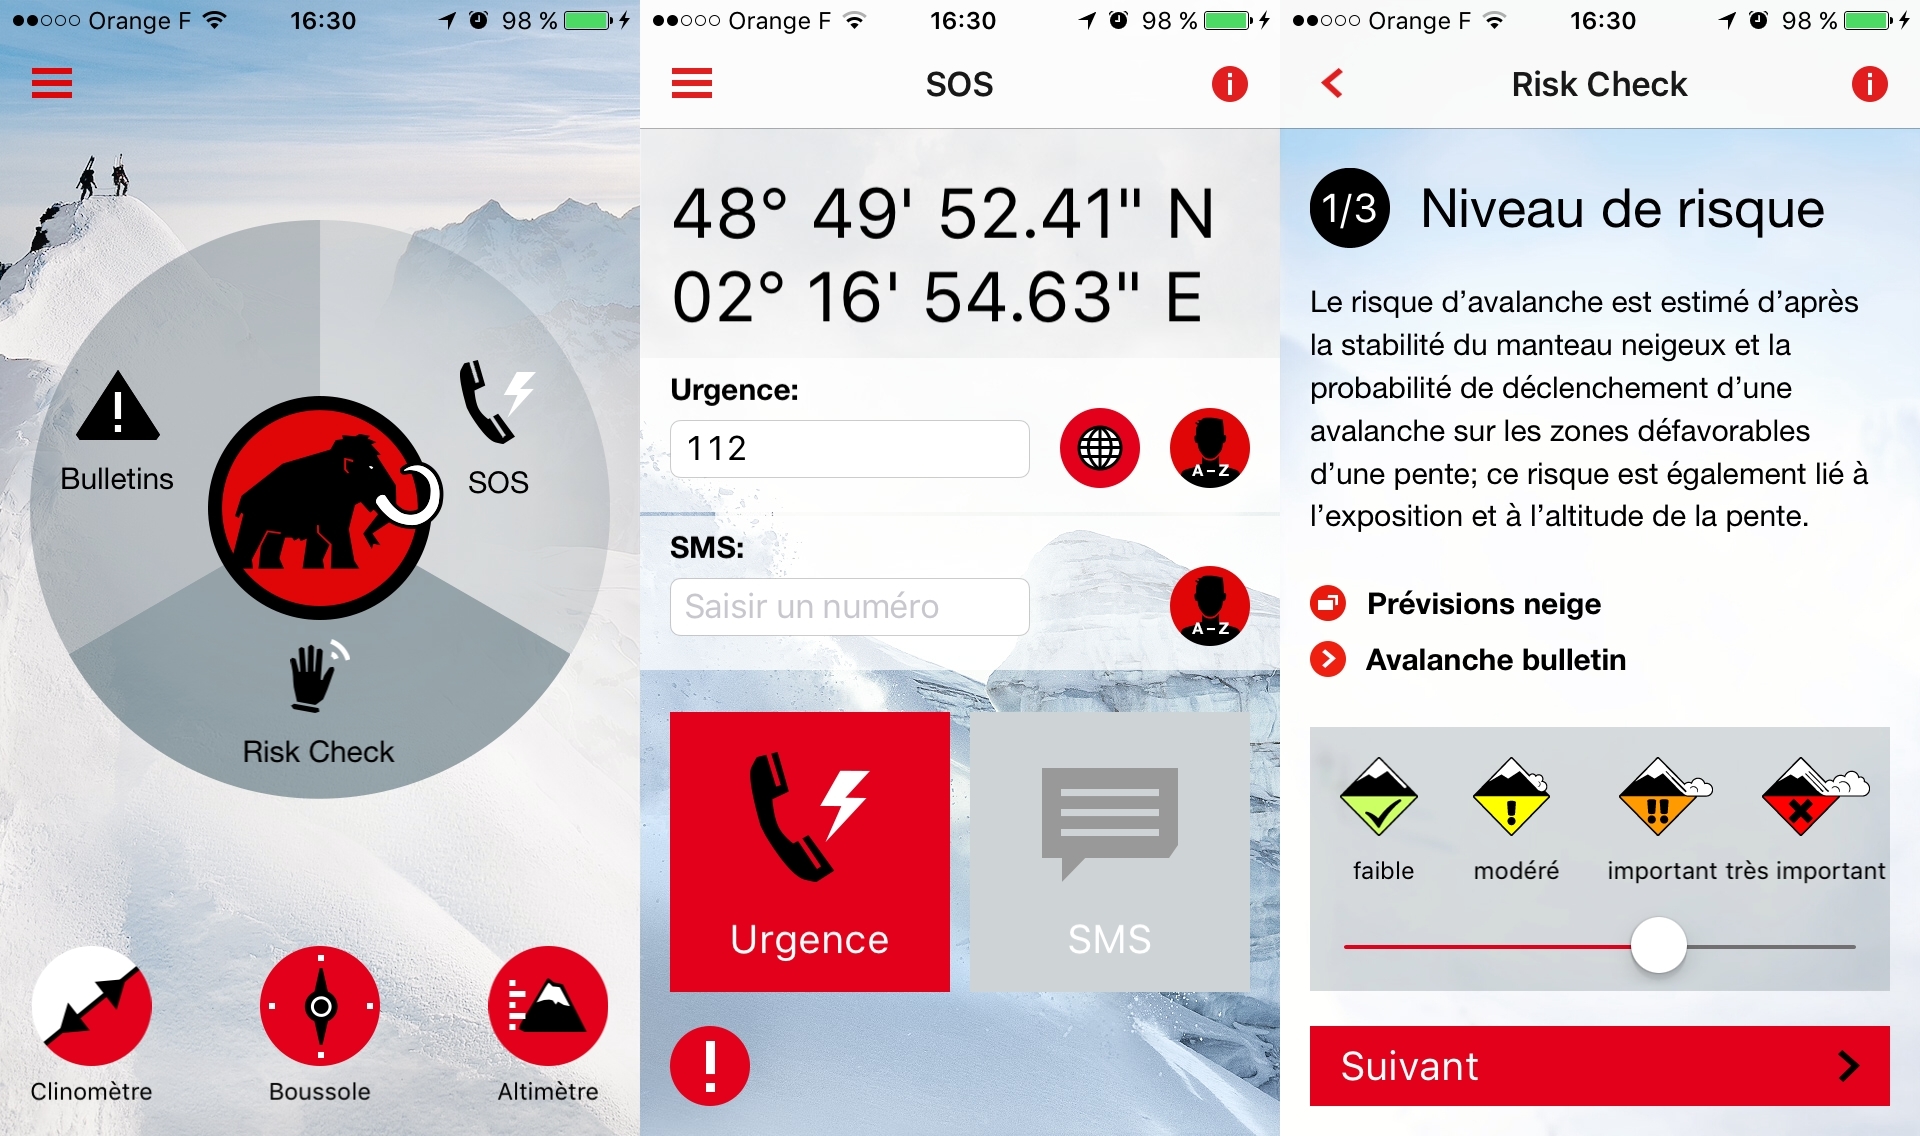 Orange F 16:30 98 %
Bulletins
SOS
Risk Check
Clinomètre
Boussole
Altimètre
Orange F 16:30 98 %
SOS
48° 49' 52.41" N
02° 16' 54.63" E
Urgence:
112
A-Z
SMS:
Saisir un numéro
A-Z
Urgence
SMS
Orange F 16:30 98 %
Risk Check
1/3 Niveau de risque
Le risque d’avalanche est estimé d’après
la stabilité du manteau neigeux et la
probabilité de déclenchement d’une
avalanche sur les zones défavorables
d’une pente; ce risque est également lié à
l’exposition et à l’altitude de la pente.
Prévisions neige
Avalanche bulletin
faible modéré important très important
Suivant